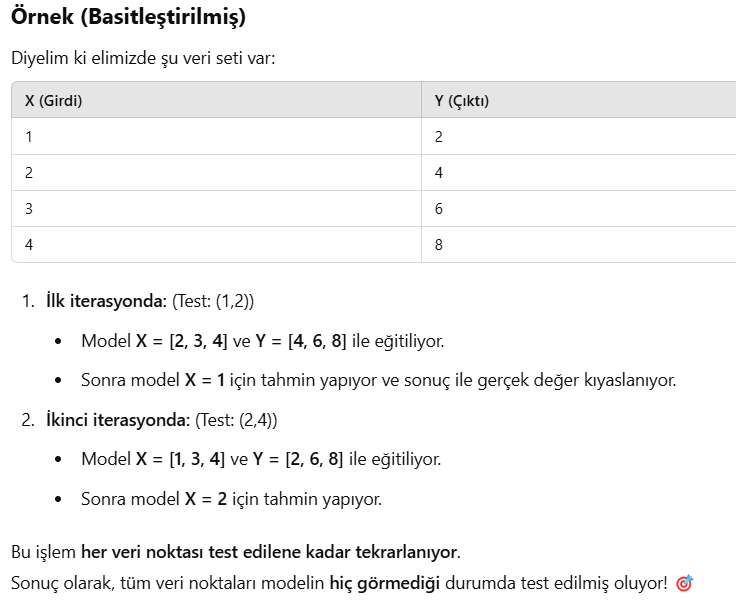 Örnek (Basitleştirilmiş)
Diyelim ki elimizde şu veri seti var:
X (Girdi) Y (Çıktı)
1 2
2 4
3 6
4 8
1. İlk iterasyonda: (Test: (1,2))
• Model X = [2, 3, 4] ve Y = [4, 6, 8] ile eğitiliyor.
• Sonra model X = 1 için tahmin yapıyor ve sonuç ile gerçek değer kıyaslanıyor.
2. İkinci iterasyonda: (Test: (2,4))
• Model X = [1, 3, 4] ve Y = [2, 6, 8] ile eğitiliyor.
• Sonra model X = 2 için tahmin yapıyor.
Bu işlem her veri noktası test edilene kadar tekrarlanıyor.
Sonuç olarak, tüm veri noktaları modelin hiç görmediği durumda test edilmiş oluyor! 🎯